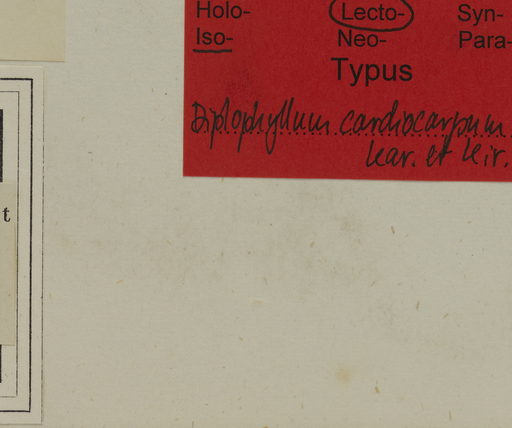 Holo- Lecto- Syn-
Iso- Neo- Para-
Typus
Diplophyllum cardiocarpum
Kar. et Kir.
t